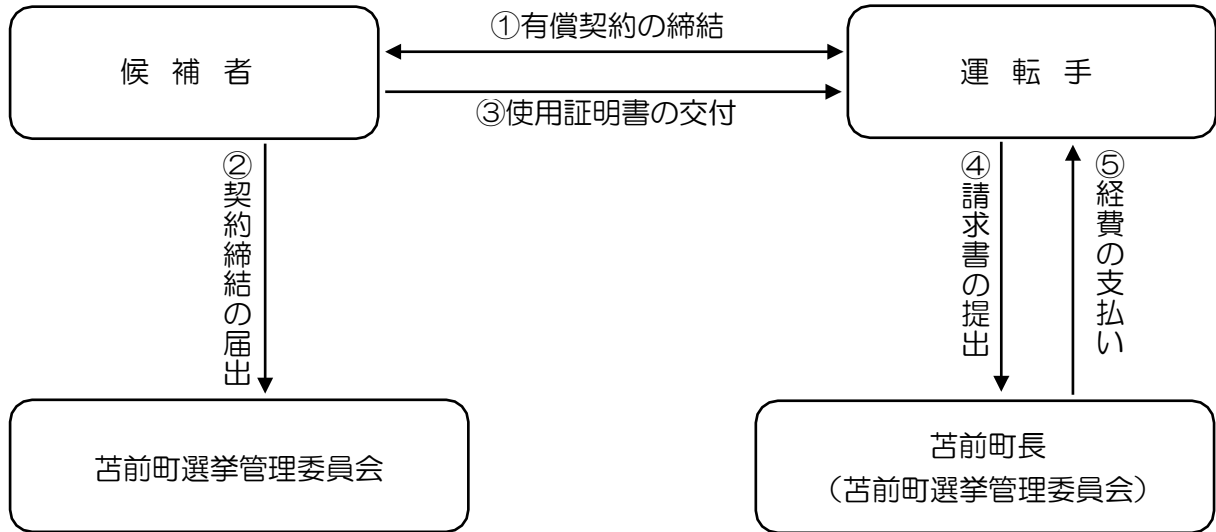 候 補 者
①有償契約の締結
運 転 手
③使用証明書の交付
②契約締結の届出
④請求書の提出
⑤経費の支払い
苫前町選挙管理委員会
苫前町長
（苫前町選挙管理委員会）